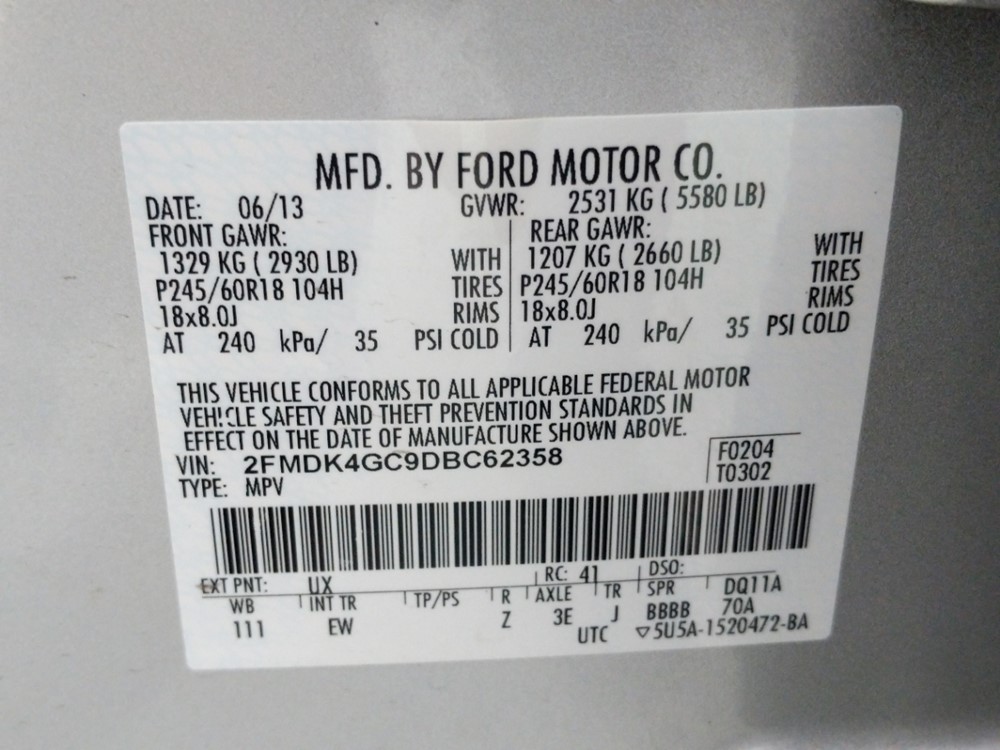 MFD. BY FORD MOTOR CO.
DATE: 06/13 GVWR: 2531 KG ( 5580 LB)
FRONT GAWR: REAR GAWR:
1329 KG ( 2930 LB) WITH 1207 KG ( 2660 LB) WITH
P245/60R18 104H TIRES P245/60R18 104H TIRES
18x8.0J RIMS 18x8.0J RIMS
AT 240 kPa/ 35 PSI COLD AT 240 kPa/ 35 PSI COLD
THIS VEHICLE CONFORMS TO ALL APPLICABLE FEDERAL MOTOR
VEHICLE SAFETY AND THEFT PREVENTION STANDARDS IN
EFFECT ON THE DATE OF MANUFACTURE SHOWN ABOVE.
VIN: 2FMDK4GC9DBC62358 F0204
TYPE: MPV T0302
EXT PNT: UX RC: 41 DSO:
WB INT TR TP/PS R AXLE TR SPR DQ11A
111 EW Z 3E J BBBB 70A
UTC ▽5U5A-1520472-BA